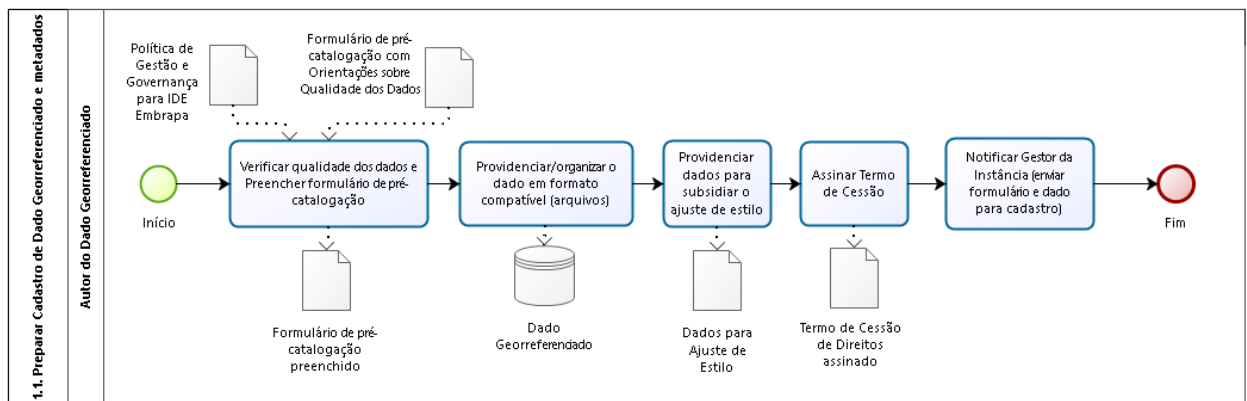 1.1. Preparar Cadastro de Dado Georreferenciado e metadados
Autor do Dado Georeferenciado
Política de
Gestão e
Governança
para IDE
Embrapa
Formulário de pré-
catalogação com
Orientações sobre
Qualidade dos Dados
Início
Verificar qualidade dos dados e
Preencher formulário de pré-
catalogação
Providenciar/organizar o
dado em formato
compatível (arquivos)
Providenciar
dados para
subsidiar o
ajuste de estilo
Assinar Termo
de Cessão
Notificar Gestor da
Instância (enviar
formulário e dado
para cadastro)
Fim
Formulário de pré-
catalogação
preenchido
Dado
Georreferenciado
Dados para
Ajuste de
Estilo
Termo de Cessão
de Direitos
assinado